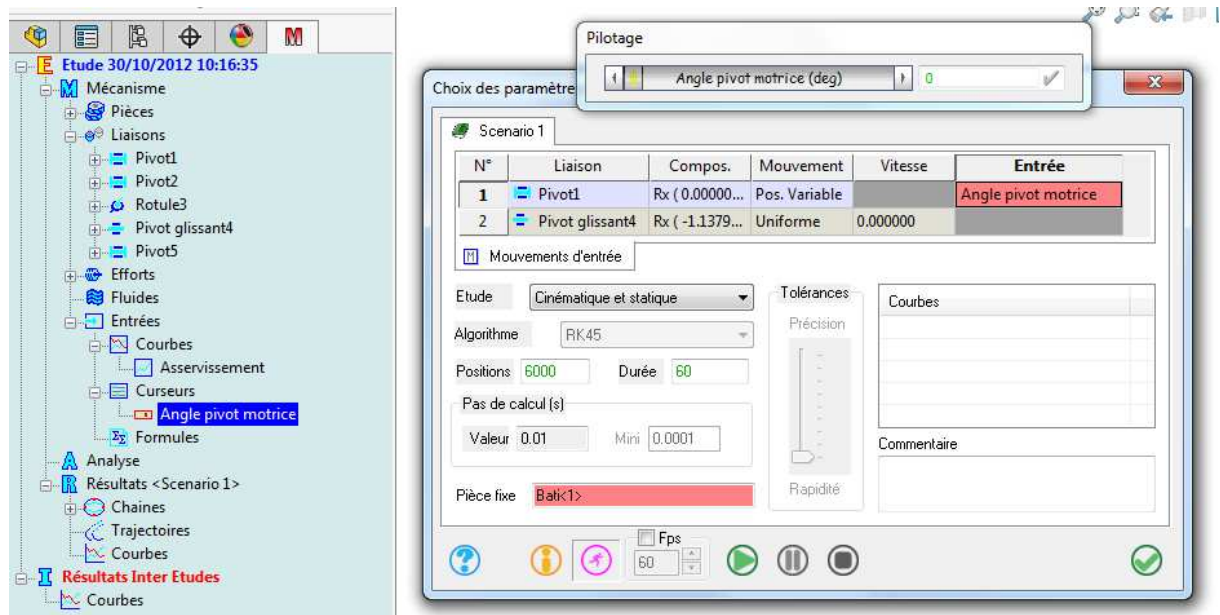 M
Etude 30/10/2012 10:16:35
Mécanisme
Pièces
Liaisons
Pivot1
Pivot2
Rotule3
Pivot glissant4
Pivot5
Efforts
Fluides
Entrées
Courbes
Asservissement
Curseurs
Angle pivot motrice
Formules
Analyse
Résultats <Scenario 1>
Chaines
Trajectoires
Courbes
Résultats Inter Etudes
Courbes
Pilotage
Angle pivot motrice (deg) 0
Choix des paramètre
Scenario 1
N° Liaison Compos. Mouvement Vitesse Entrée
1 Pivot1 Rx ( 0.00000... Pos. Variable Angle pivot motrice
2 Pivot glissant4 Rx ( -1.1379... Uniforme 0.000000
Mouvements d'entrée
Etude Cinématique et statique
Algorithme RK45
Positions 6000 Durée 60
Pas de calcul (s)
Valeur 0.01 Mini 0.0001
Pièce fixe Bati<1>
Tolérances
Précision
Rapidité
Courbes
Commentaire
Fps
60